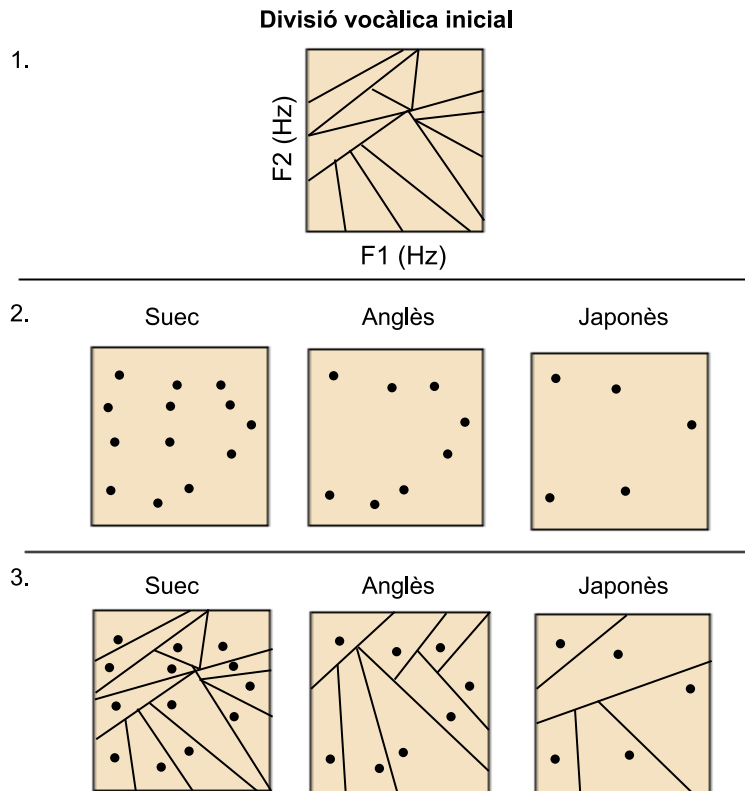 Divisió vocàlica inicial
1.
F2 (Hz)
F1 (Hz)
2.
Suec
Anglès
Japonès
3.
Suec
Anglès
Japonès